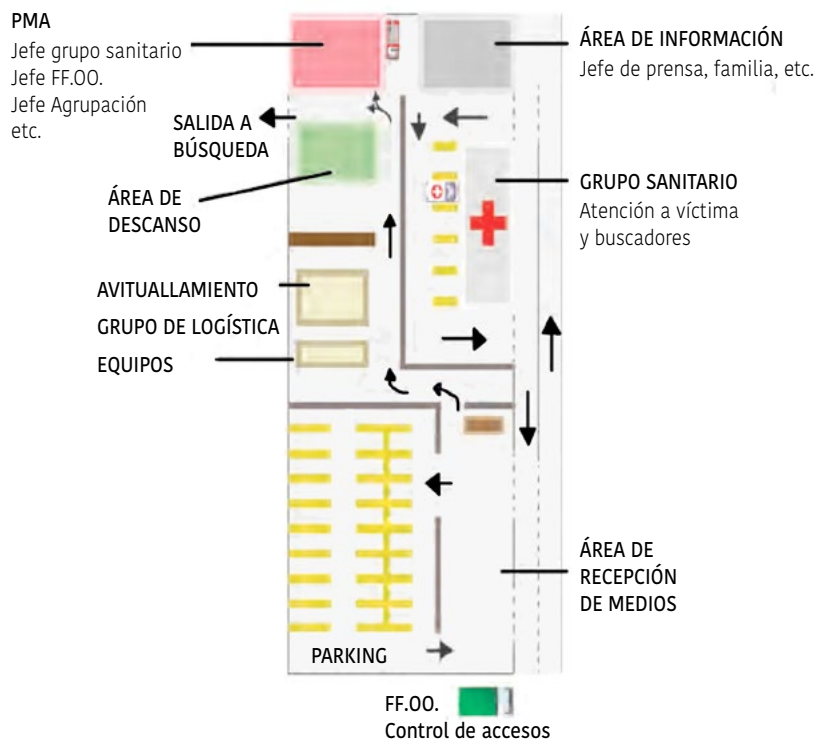 PMA
Jefe grupo sanitario
Jefe FF.OO.
Jefe Agrupación
etc.
SALIDA A
BÚSQUEDA
ÁREA DE
DESCANSO
AVITUALLAMIENTO
GRUPO DE LOGÍSTICA
EQUIPOS
ÁREA DE INFORMACIÓN
Jefe de prensa, familia, etc.
GRUPO SANITARIO
Atención a víctima
y buscadores
ÁREA DE
RECEPCIÓN
DE MEDIOS
PARKING
FF.OO.
Control de accesos